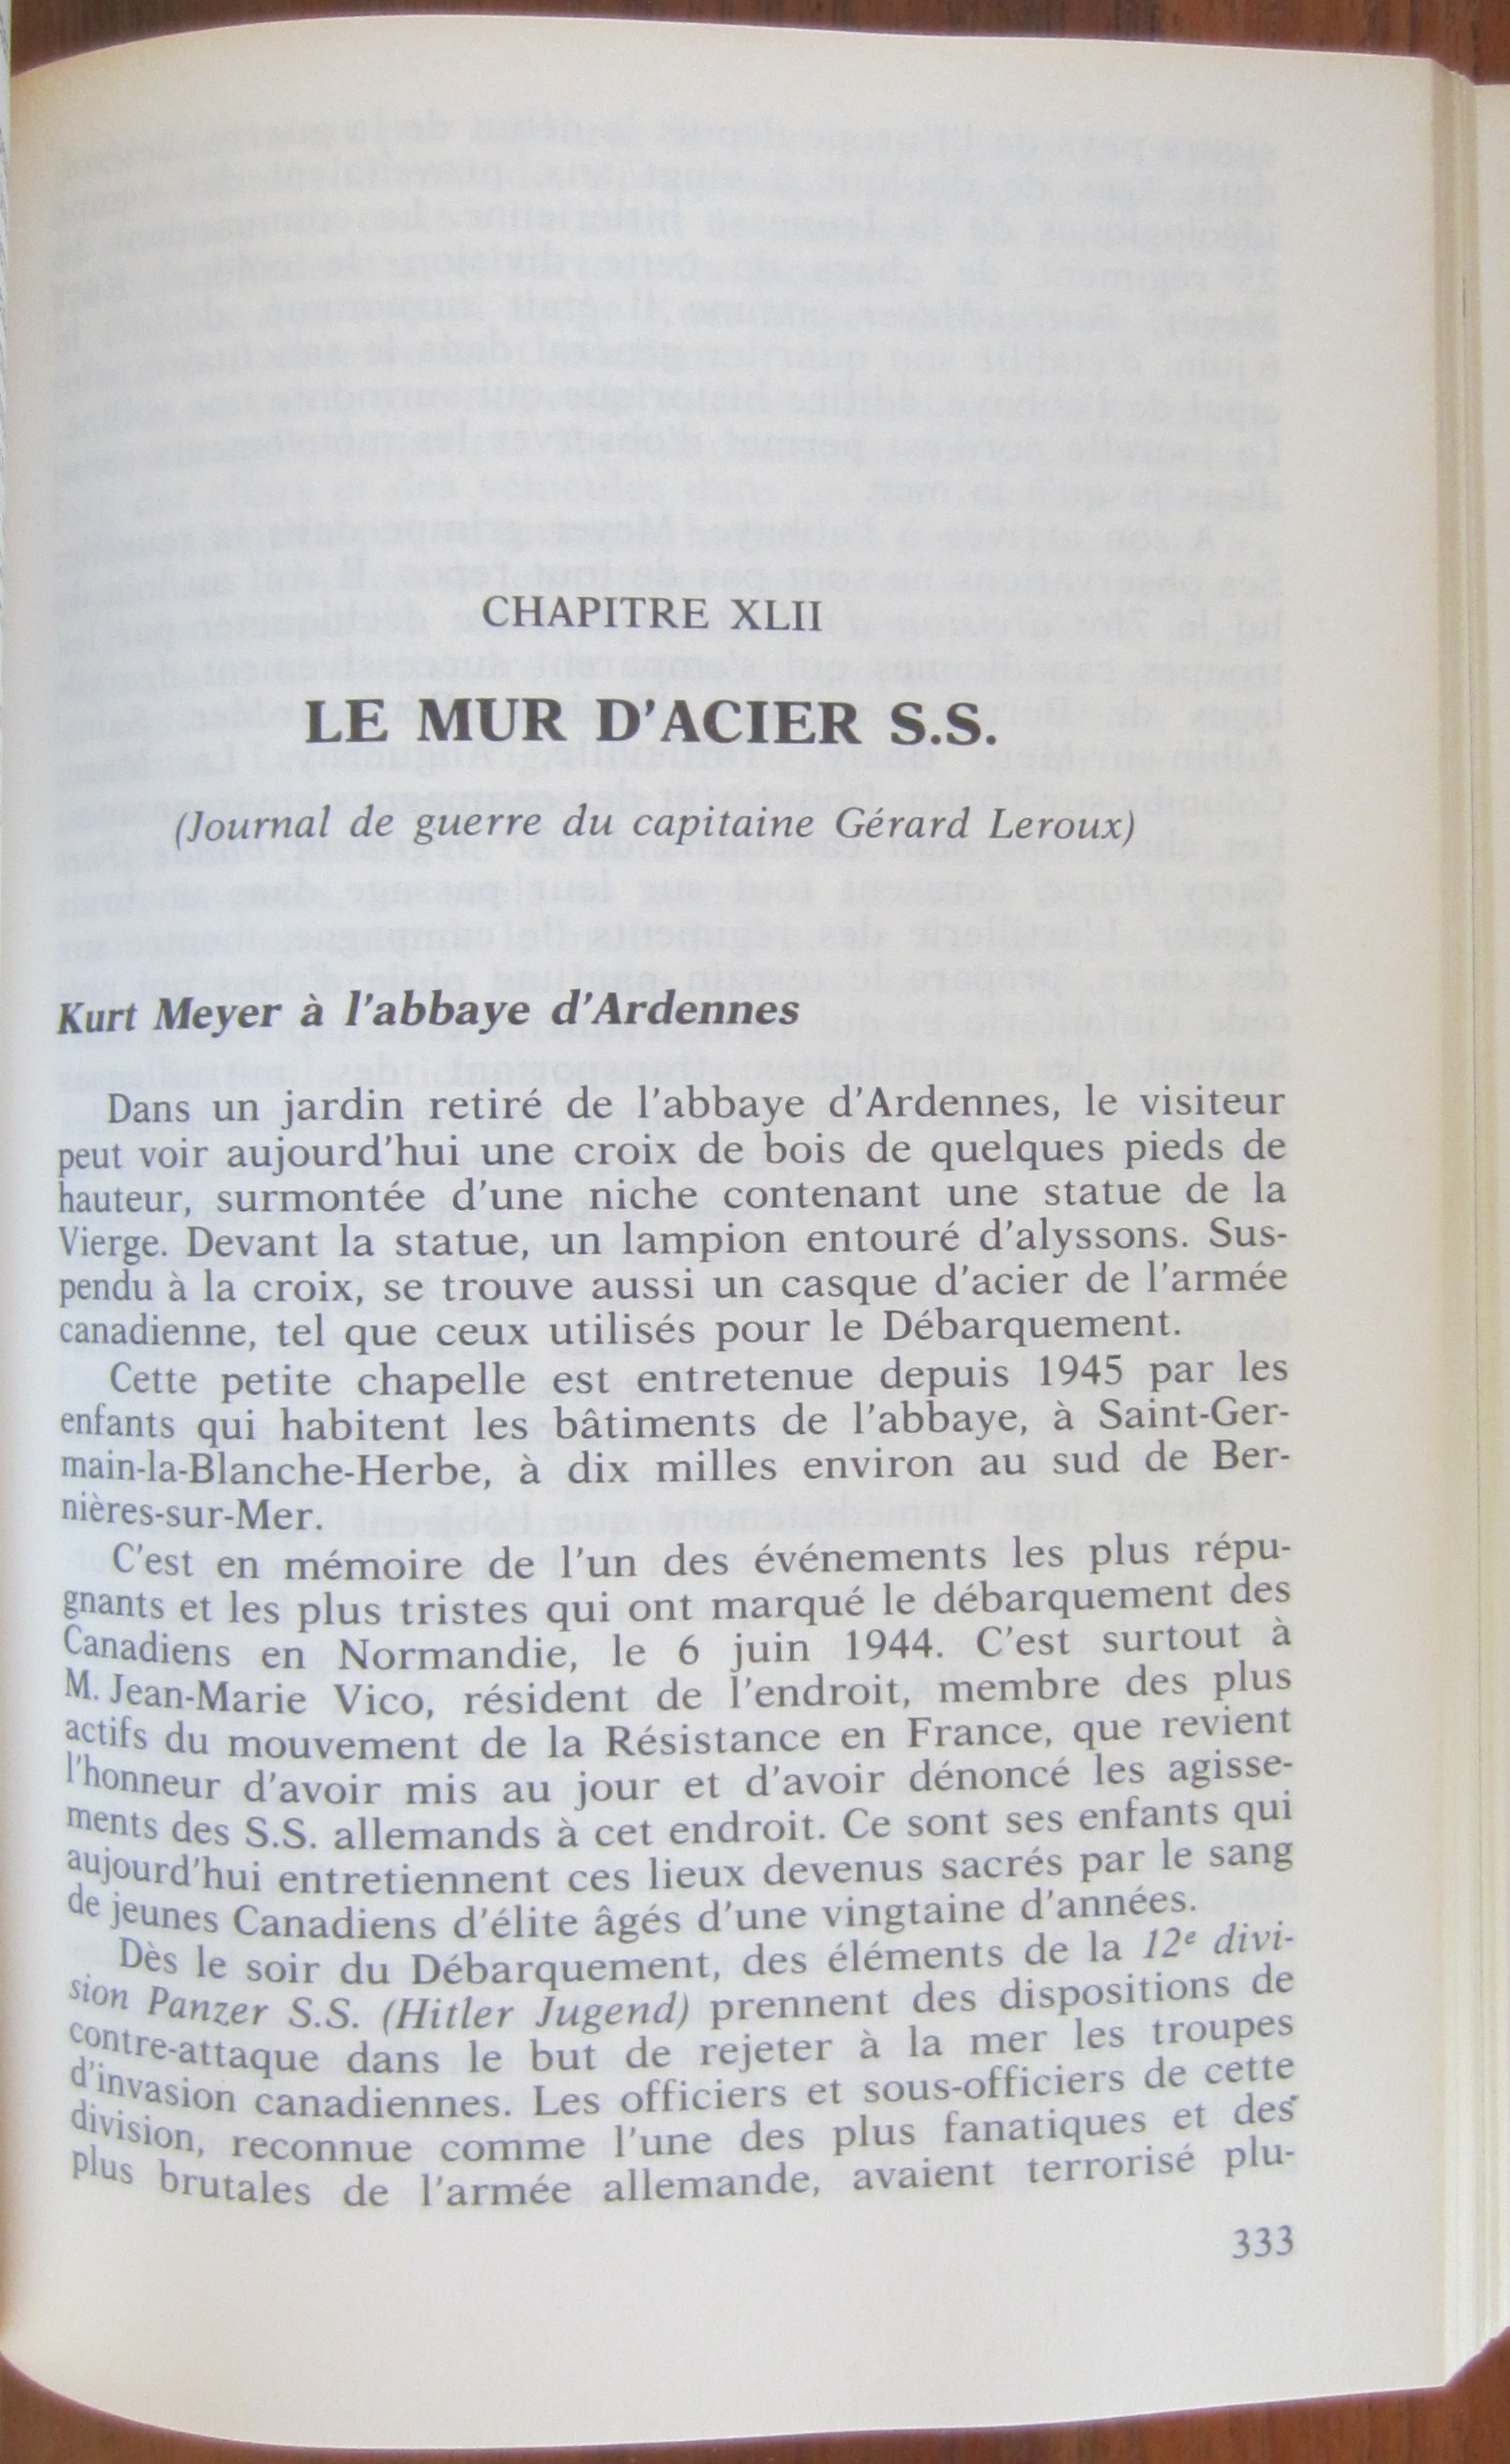 CHAPITRE XLII
LE MUR D'ACIER S.S.
(Journal de guerre du capitaine Gérard Leroux)
Kurt Meyer à l'abbaye d'Ardennes
Dans un jardin retiré de l'abbaye d'Ardennes, le visiteur
peut voir aujourd'hui une croix de bois de quelques pieds de
hauteur, surmontée d'une niche contenant une statue de la
Vierge. Devant la statue, un lampion entouré d'alyssons. Sus-
pendu à la croix, se trouve aussi un casque d'acier de l'armée
canadienne, tel que ceux utilisés pour le Débarquement.
Cette petite chapelle est entretenue depuis 1945 par les
enfants qui habitent les bâtiments de l'abbaye, à Saint-Ger-
main-la-Blanche-Herbe, à dix milles environ au sud de Ber-
nières-sur-Mer.
C'est en mémoire de l'un des événements les plus répu-
gnants et les plus tristes qui ont marqué le débarquement des
Canadiens en Normandie, le 6 juin 1944. C'est surtout à
M. Jean-Marie Vico, résident de l'endroit, membre des plus
actifs du mouvement de la Résistance en France, que revient
l'honneur d'avoir mis au jour et d'avoir dénoncé les agisse-
ments des S.S. allemands à cet endroit. Ce sont ses enfants qui
aujourd'hui entretiennent ces lieux devenus sacrés par le sang
de jeunes Canadiens d'élite âgés d'une vingtaine d'années.
Dès le soir du Débarquement, des éléments de la 12e divi-
sion Panzer S.S. (Hitler Jugend) prennent des dispositions de
contre-attaque dans le but de rejeter à la mer les troupes
d'invasion canadiennes. Les officiers et sous-officiers de cette
division, reconnue comme l'une des plus fanatiques et des
plus brutales de l'armée allemande, avaient terrorisé plu-
333